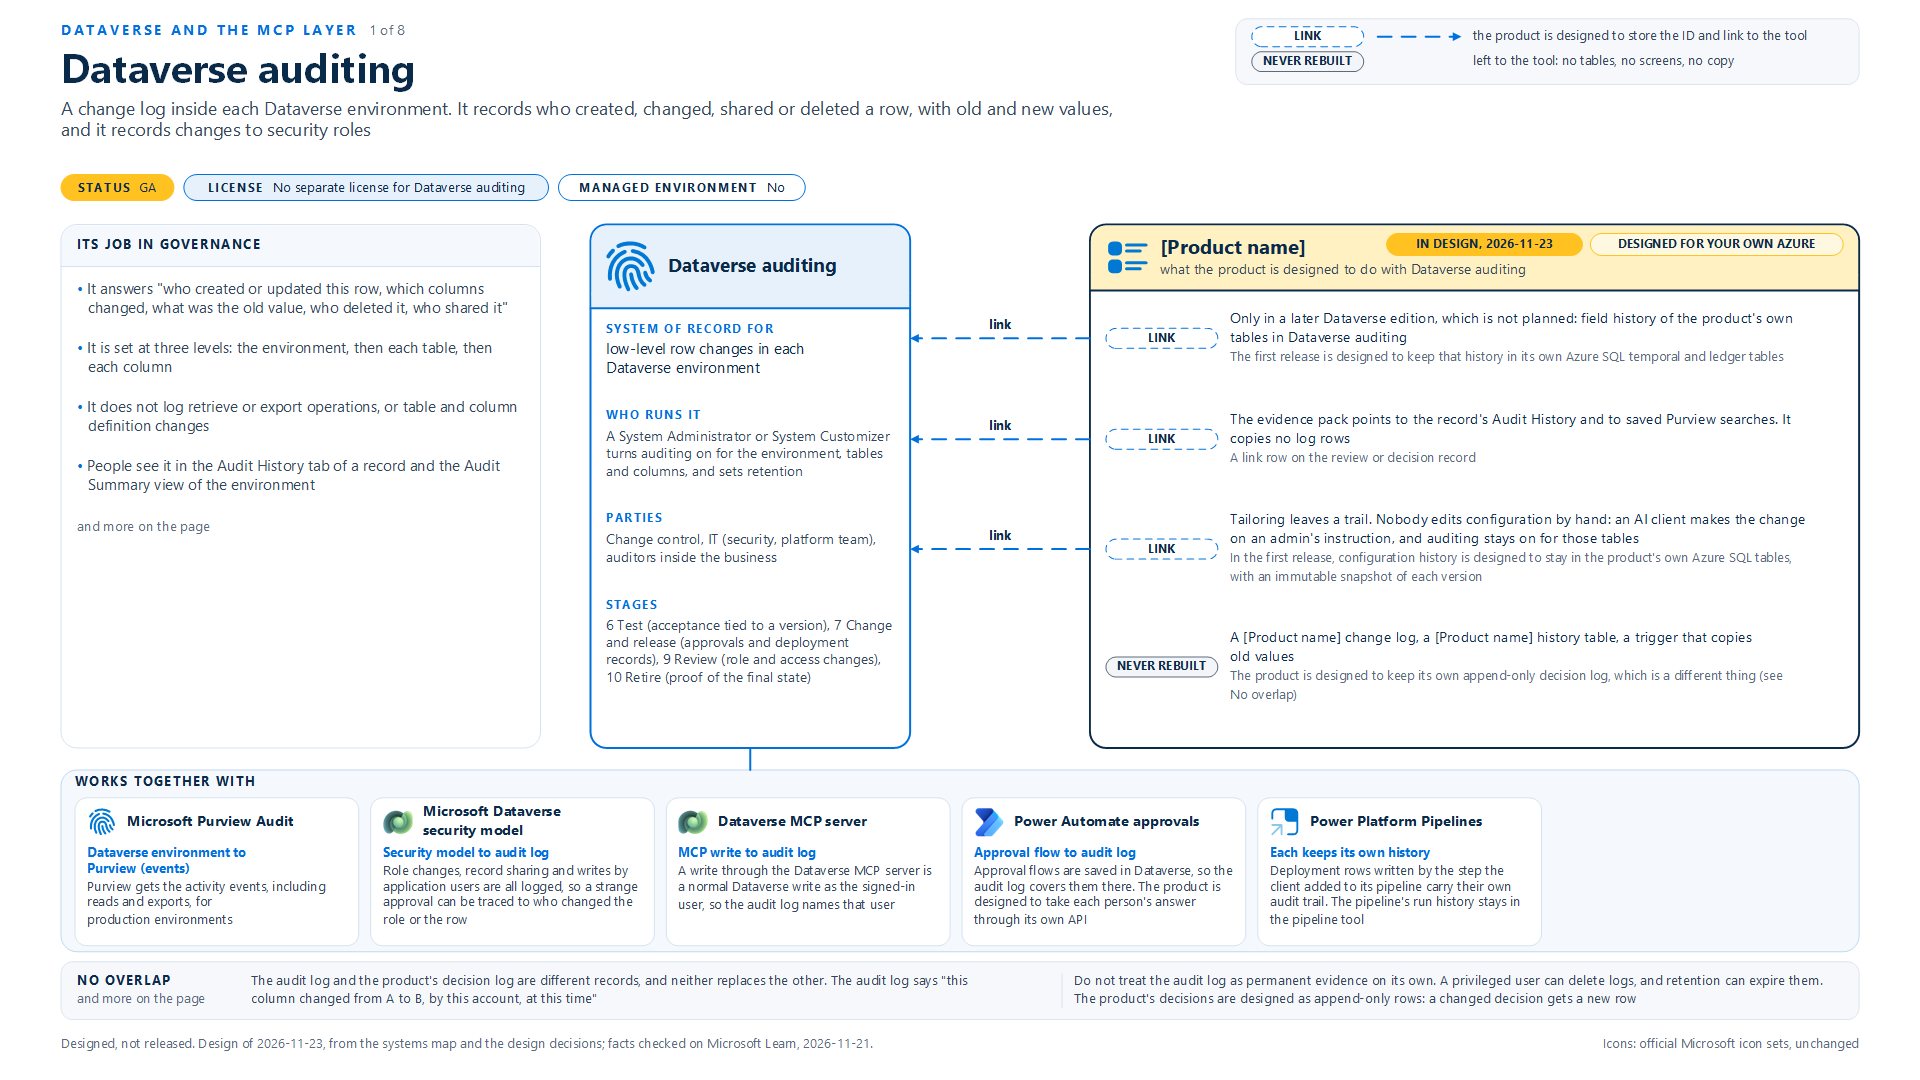 DATAVERSE AND THE MCP LAYER 1 of 8
Dataverse auditing
A change log inside each Dataverse environment. It records who created, changed, shared or deleted a row, with old and new values,
and it records changes to security roles
LINK the product is designed to store the ID and link to the tool
NEVER REBUILT left to the tool: no tables, no screens, no copy
STATUS GA
LICENSE No separate license for Dataverse auditing
MANAGED ENVIRONMENT No
ITS JOB IN GOVERNANCE
• It answers "who created or updated this row, which columns
changed, what was the old value, who deleted it, who shared it"
• It is set at three levels: the environment, then each table, then
each column
• It does not log retrieve or export operations, or table and column
definition changes
• People see it in the Audit History tab of a record and the Audit
Summary view of the environment
and more on the page
Dataverse auditing
SYSTEM OF RECORD FOR
low-level row changes in each
Dataverse environment
WHO RUNS IT
A System Administrator or System Customizer
turns auditing on for the environment, tables
and columns, and sets retention
PARTIES
Change control, IT (security, platform team),
auditors inside the business
STAGES
6 Test (acceptance tied to a version), 7 Change
and release (approvals and deployment
records), 9 Review (role and access changes),
10 Retire (proof of the final state)
link
link
link
[Product name]
IN DESIGN, 2026-11-23
DESIGNED FOR YOUR OWN AZURE
what the product is designed to do with Dataverse auditing
LINK
Only in a later Dataverse edition, which is not planned: field history of the product's own
tables in Dataverse auditing
The first release is designed to keep that history in its own Azure SQL temporal and ledger tables
LINK
The evidence pack points to the record's Audit History and to saved Purview searches. It
copies no log rows
A link row on the review or decision record
LINK
Tailoring leaves a trail. Nobody edits configuration by hand: an AI client makes the change
on an admin's instruction, and auditing stays on for those tables
In the first release, configuration history is designed to stay in the product's own Azure SQL tables,
with an immutable snapshot of each version
NEVER REBUILT
A [Product name] change log, a [Product name] history table, a trigger that copies
old values
The product is designed to keep its own append-only decision log, which is a different thing (see
No overlap)
WORKS TOGETHER WITH
Microsoft Purview Audit
Dataverse environment to
Purview (events)
Purview gets the activity events, including
reads and exports, for
production environments
Microsoft Dataverse
security model
Security model to audit log
Role changes, record sharing and writes by
application users are all logged, so a strange
approval can be traced to who changed the
role or the row
Dataverse MCP server
MCP write to audit log
A write through the Dataverse MCP server is
a normal Dataverse write as the signed-in
user, so the audit log names that user
Power Automate approvals
Approval flow to audit log
Approval flows are saved in Dataverse, so the
audit log covers them there. The product is
designed to take each person's answer
through its own API
Power Platform Pipelines
Each keeps its own history
Deployment rows written by the step the
client added to its pipeline carry their own
audit trail. The pipeline's run history stays in
the pipeline tool
NO OVERLAP
and more on the page
The audit log and the product's decision log are different records, and neither replaces the other. The audit log says "this
column changed from A to B, by this account, at this time"
Do not treat the audit log as permanent evidence on its own. A privileged user can delete logs, and retention can expire them.
The product's decisions are designed as append-only rows: a changed decision gets a new row
Designed, not released. Design of 2026-11-23, from the systems map and the design decisions; facts checked on Microsoft Learn, 2026-11-21.
Icons: official Microsoft icon sets, unchanged